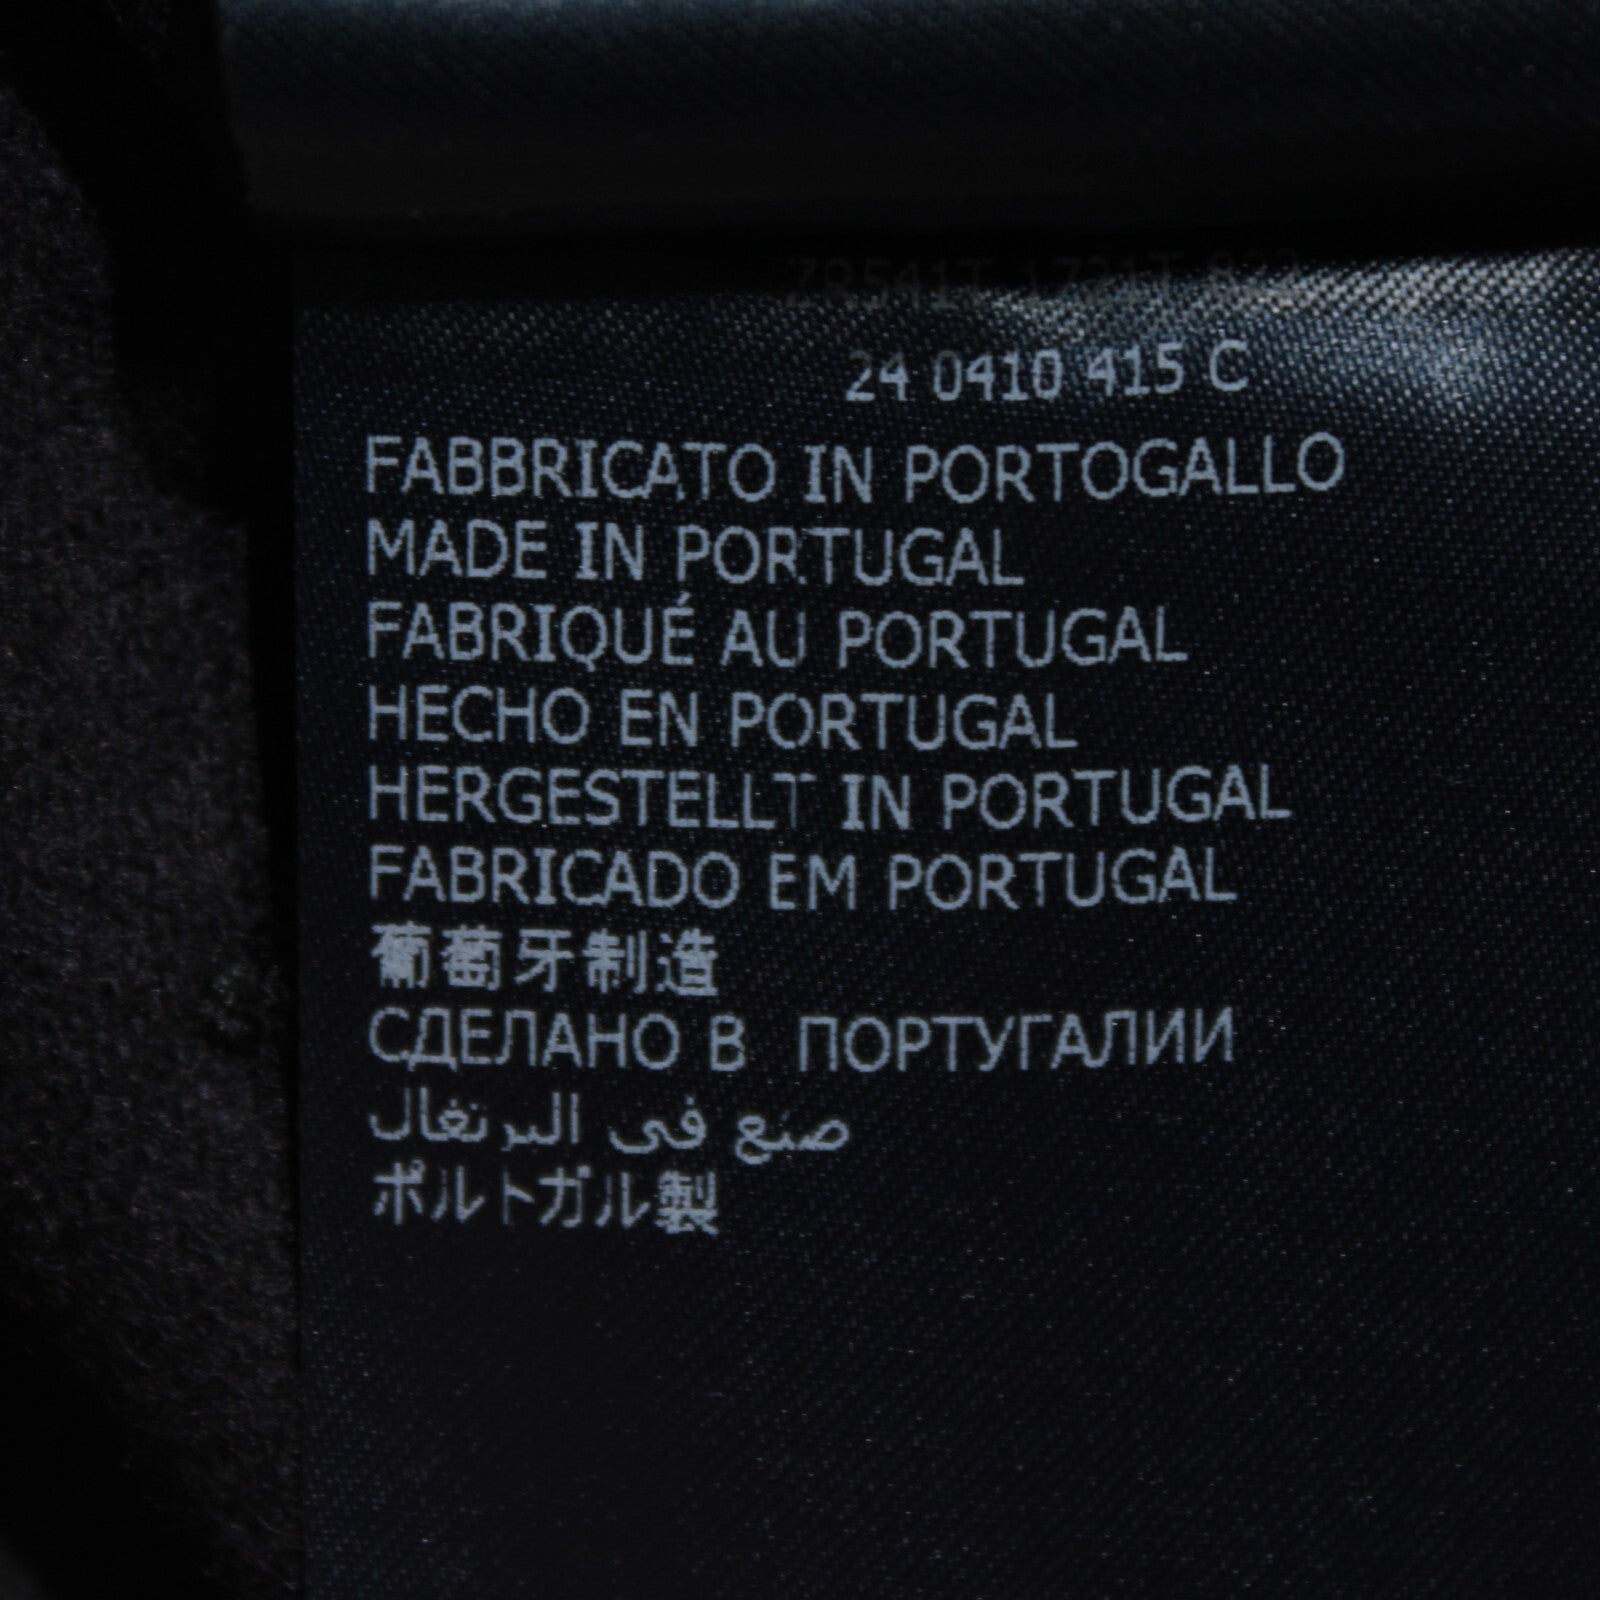 24 0410 415 C
FABBRICATO IN PORTOGALLO
MADE IN PORTUGAL
FABRIQUÉ AU PORTUGAL
HECHO EN PORTUGAL
HERGESTELLT IN PORTUGAL
FABRICADO EM PORTUGAL
葡萄牙制造
СДЕЛАНО В ПОРТУГАЛИИ
صنع في البرتغال
ポルトガル製